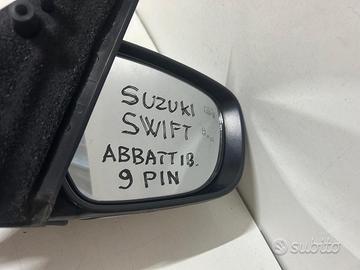 SUZUKI
SWIFT
ABBATTIB.
9 PIN
subito